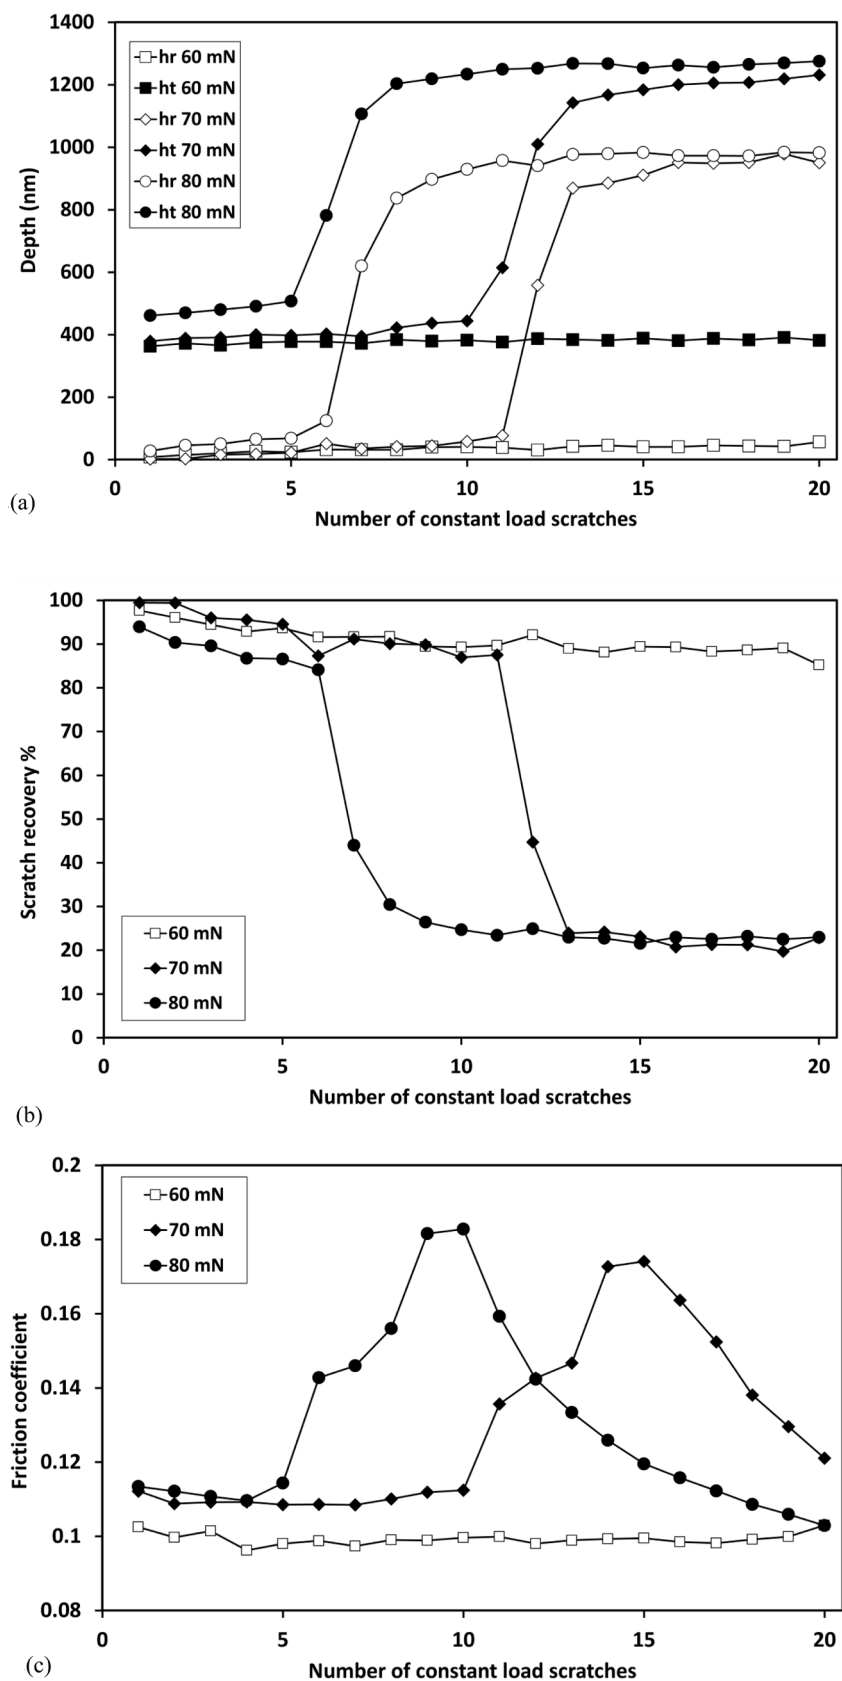 1400
1200
1000
800
600
400
200
0
Depth (nm)
hr 60 mN
ht 60 mN
hr 70 mN
ht 70 mN
hr 80 mN
ht 80 mN
0 5 10 15 20
Number of constant load scratches
(a)
100
90
80
70
60
50
40
30
20
10
0
Scratch recovery %
60 mN
70 mN
80 mN
0 5 10 15 20
Number of constant load scratches
(b)
0.2
0.18
0.16
0.14
0.12
0.1
0.08
Friction coefficient
60 mN
70 mN
80 mN
0 5 10 15 20
Number of constant load scratches
(c)